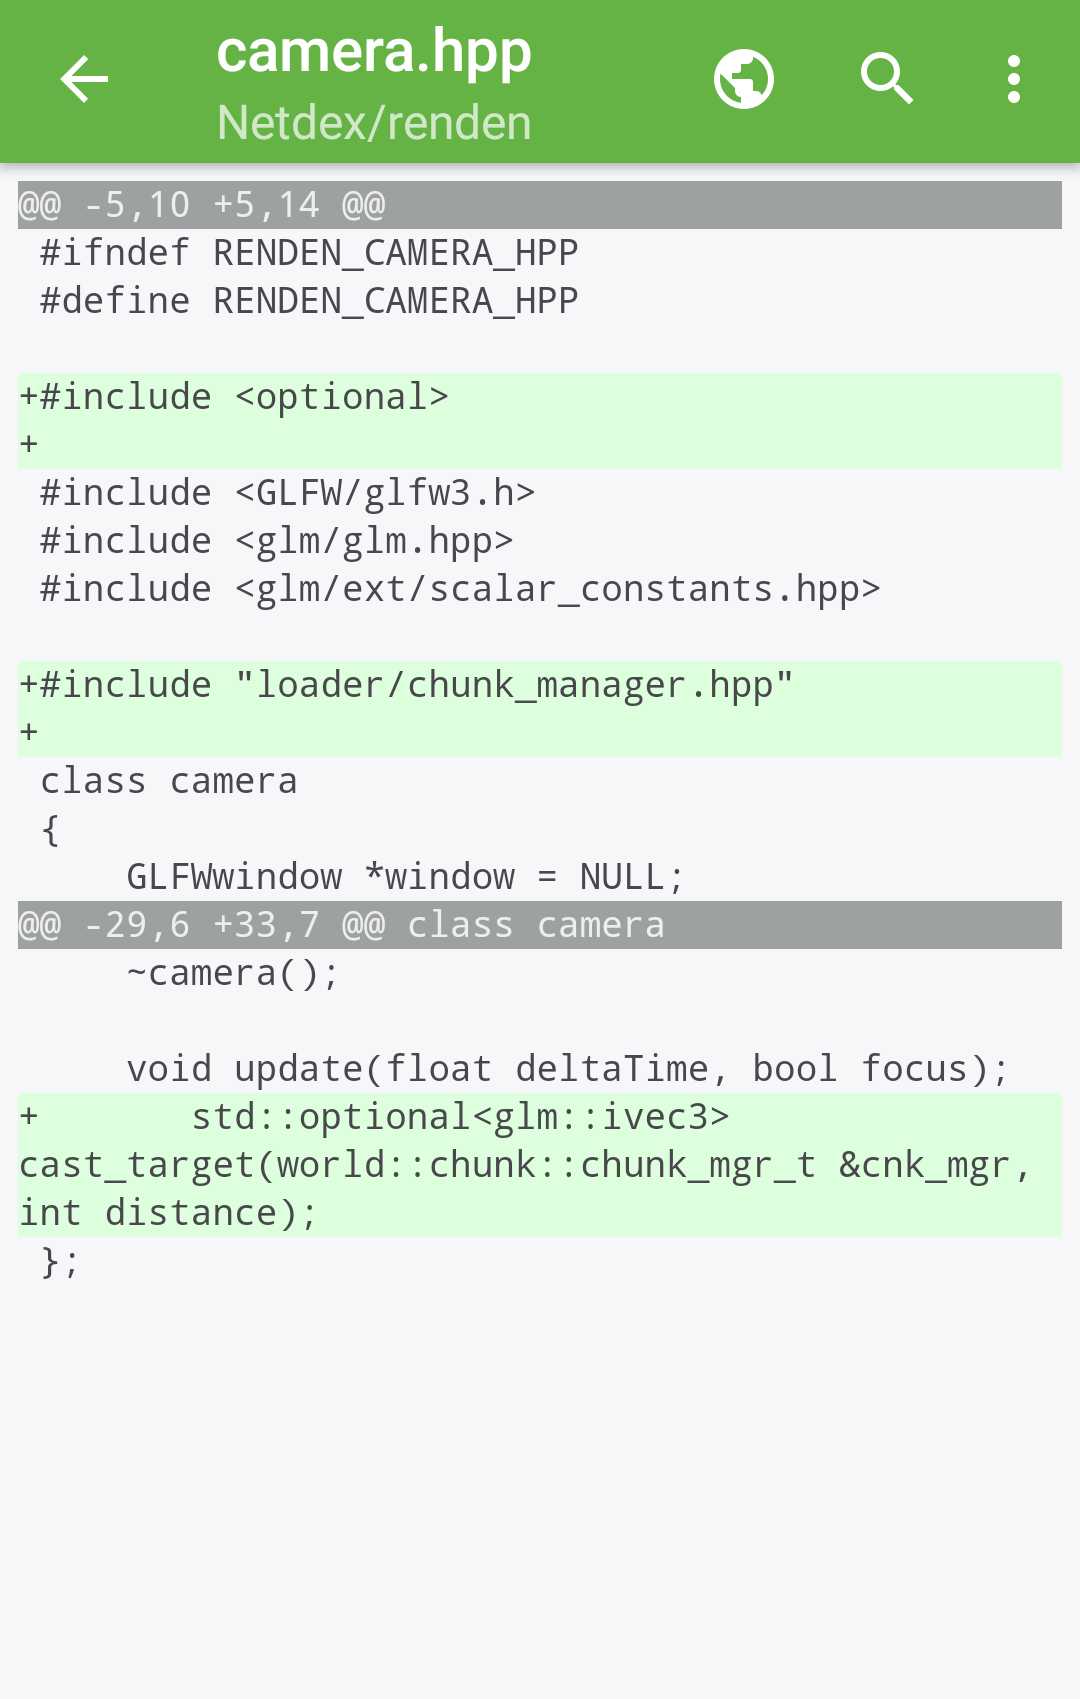 camera.hpp
Netdex/renden
@@ -5,10 +5,14 @@
 #ifndef RENDEN_CAMERA_HPP
 #define RENDEN_CAMERA_HPP

+#include <optional>
+
 #include <GLFW/glfw3.h>
 #include <glm/glm.hpp>
 #include <glm/ext/scalar_constants.hpp>

+#include "loader/chunk_manager.hpp"
+
 class camera
 {
     GLFWwindow *window = NULL;
@@ -29,6 +33,7 @@ class camera
     ~camera();

     void update(float deltaTime, bool focus);
+       std::optional<glm::ivec3>
cast_target(world::chunk::chunk_mgr_t &cnk_mgr,
int distance);
 };